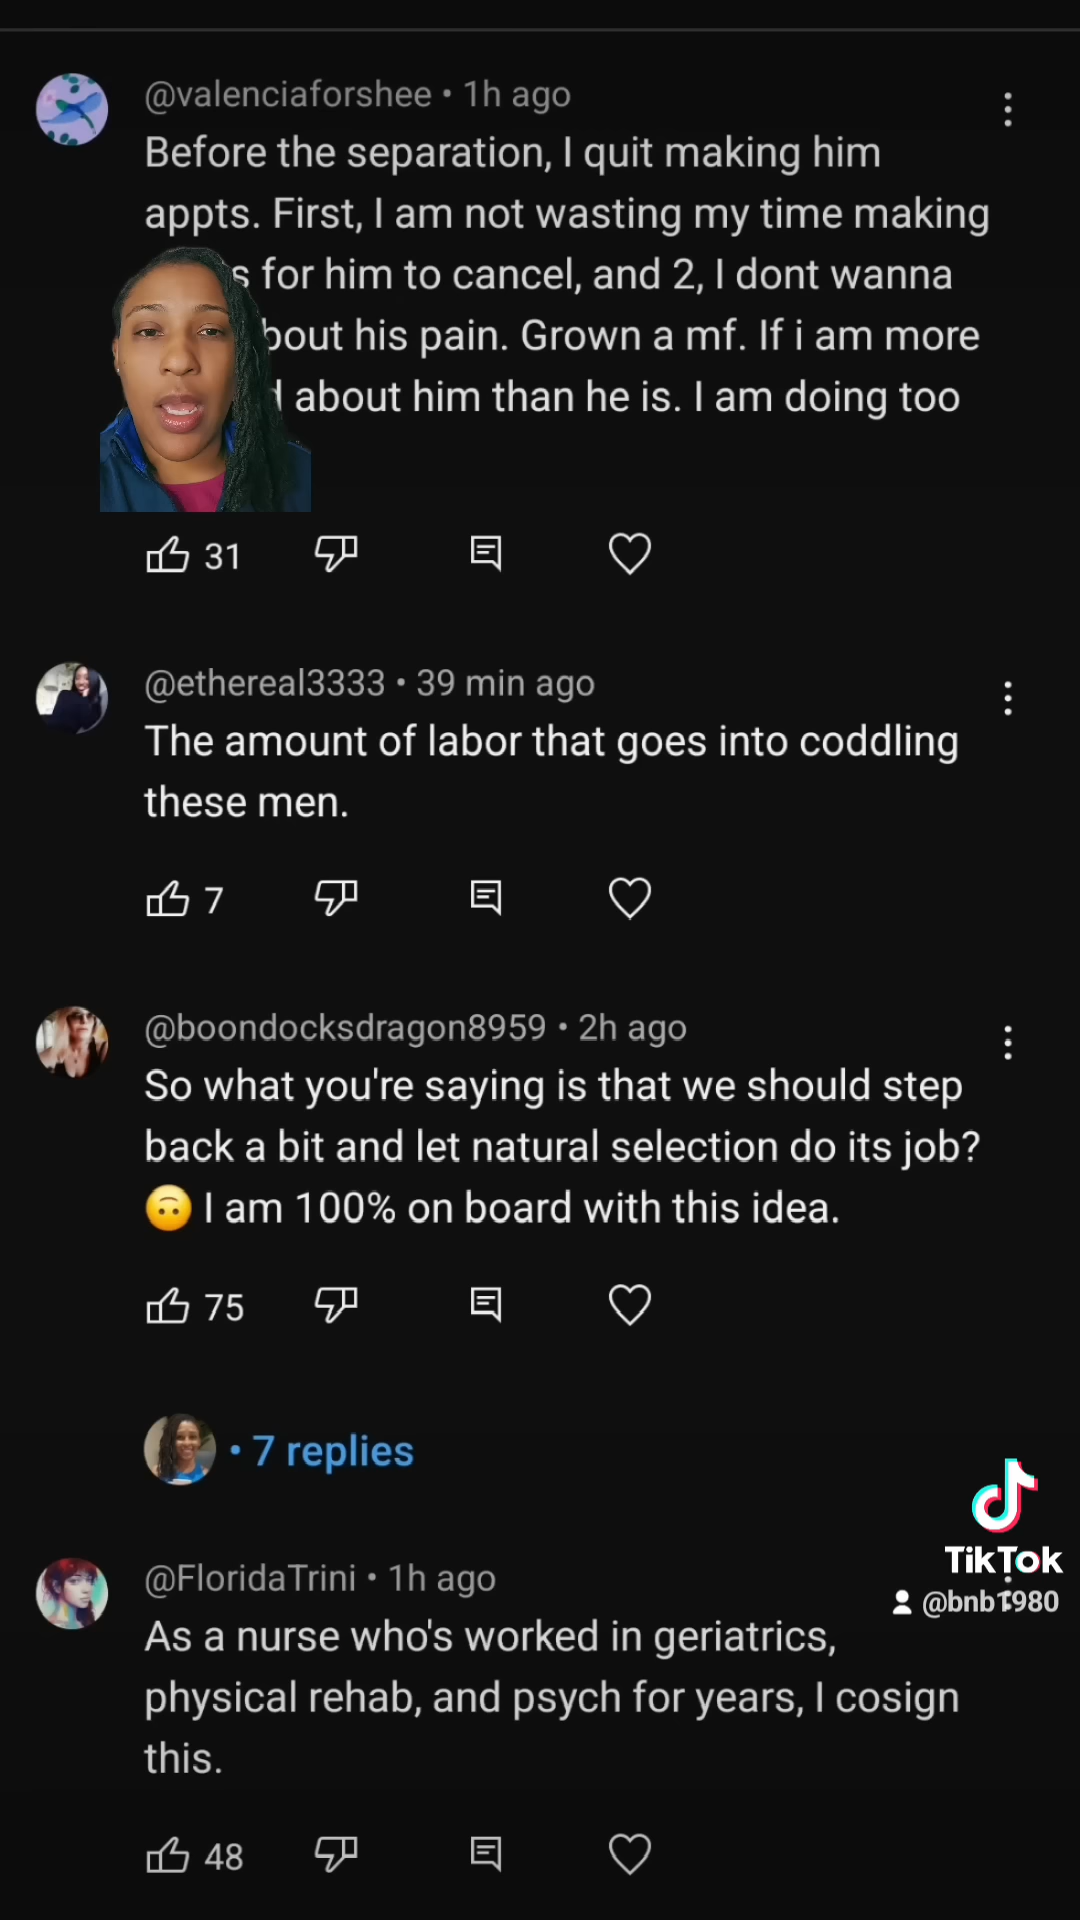 @valenciaforshee • 1h ago
Before the separation, I quit making him
appts. First, I am not wasting my time making
for him to cancel, and 2, I dont wanna
his pain. Grown a mf. If i am more
about him than he is. I am doing too
31
@ethereal3333 • 39 min ago
The amount of labor that goes into coddling
these men.
7
@boondocksdragon8959 • 2h ago
So what you're saying is that we should step
back a bit and let natural selection do its job?
🙃 I am 100% on board with this idea.
75
• 7 replies
TikTok
@bnb1980
@FloridaTrini • 1h ago
As a nurse who's worked in geriatrics,
physical rehab, and psych for years, I cosign
this.
48